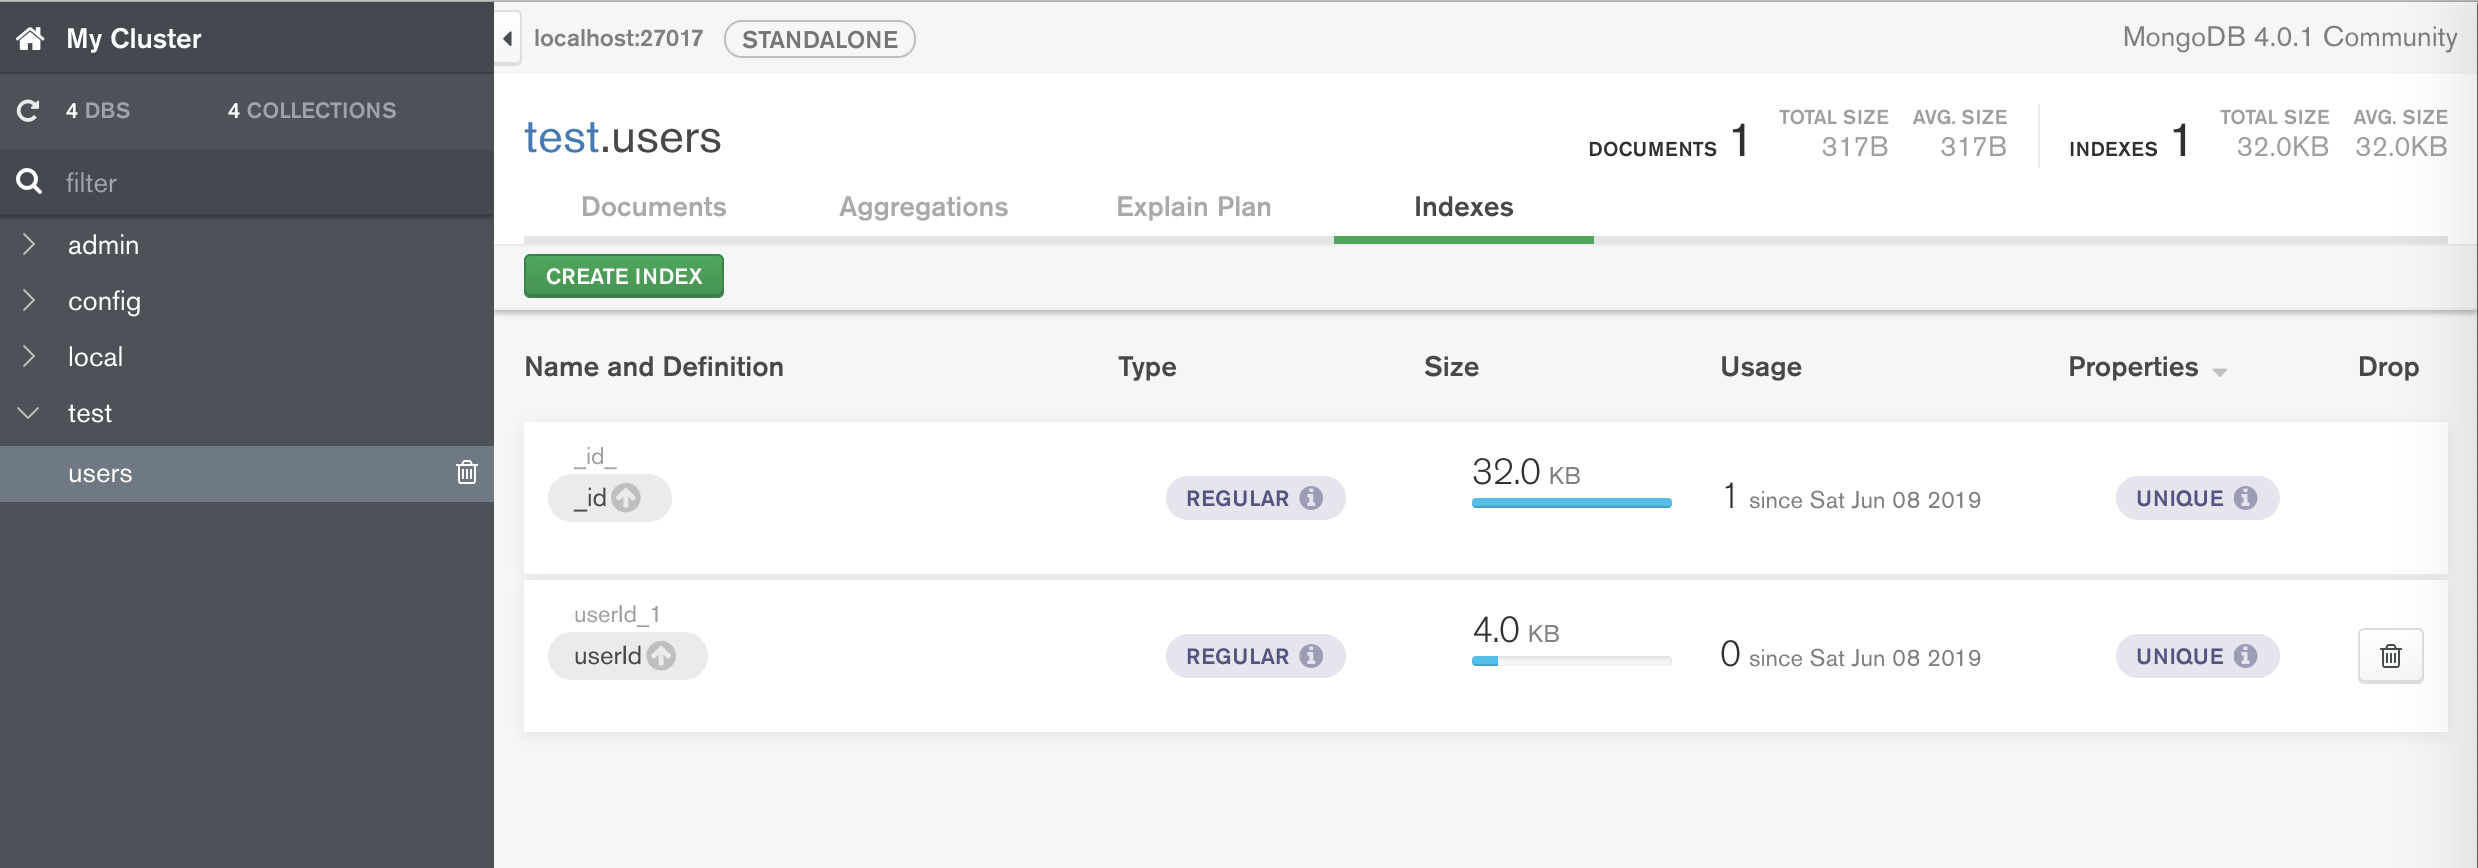 My Cluster
4 DBS 4 COLLECTIONS
filter
admin
config
local
test
users
localhost:27017 STANDALONE MongoDB 4.0.1 Community
test.users
DOCUMENTS 1 TOTAL SIZE 317B AVG. SIZE 317B INDEXES 1 TOTAL SIZE 32.0KB AVG. SIZE 32.0KB
Documents Aggregations Explain Plan Indexes
CREATE INDEX
Name and Definition Type Size Usage Properties Drop
_id_
_id REGULAR 32.0 KB 1 since Sat Jun 08 2019 UNIQUE
userId_1
userId REGULAR 4.0 KB 0 since Sat Jun 08 2019 UNIQUE